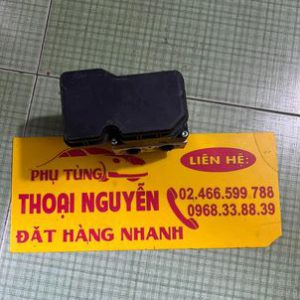 LIÊN HỆ:
PHỤ TÙNG
THOẠI NGUYỄN
02.466.599.788
0968.33.88.39
ĐẶT HÀNG NHANH